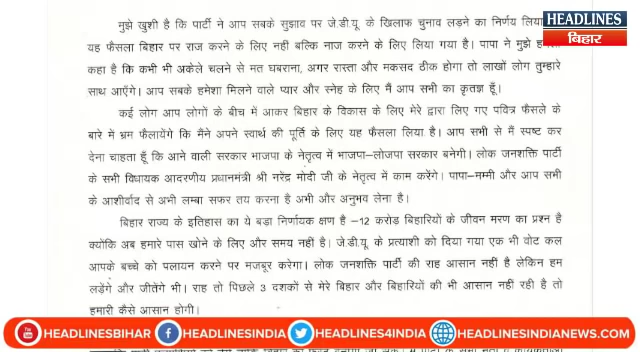 मुझे खुशी है कि पार्टी ने आप सबके सुझाव पर जे.डी.यू. के खिलाफ चुनाव लड़ने का निर्णय लिया
HEADLINES
बिहार
यह फैसला बिहार पर राज करने के लिए नही बल्कि नाज करने के लिए लिया गया है। पापा ने मुझे
कहा है कि कभी भी अकेले चलने से मत घबराना, अगर रास्ता और मकसद ठीक होगा तो लाखों लोग तुम्हारे
साथ आएँगे। आप सबके हमेशा मिलने वाले प्यार और स्नेह के लिए मैं आप सभी का कृतज्ञ हूँ।
कई लोग आप लोगों के बीच में आकर बिहार के विकास के लिए मेरे द्वारा लिए गए पवित्र फैसले के
बारे में भ्रम फैलायेंगे कि मैंने अपने स्वार्थ की पूर्ति के लिए यह फैसला लिया है। आप सभी से मैं स्पष्ट कर
देना चाहता हूँ कि आने वाली सरकार भाजपा के नेतृत्व में भाजपा-लोजपा सरकार बनेगी। लोक जनशक्ति पार्टी
के सभी विधायक आदरणीय प्रधानमंत्री श्री नरेंद्र मोदी जी के नेतृत्व में काम करेंगे। पापा-मम्मी और आप सभी
के आशीर्वाद से अभी लम्बा सफर तय करना है अभी और अनुभव लेना है।
बिहार राज्य के इतिहास का ये बड़ा निर्णायक क्षण है –12 करोड़ बिहारियों के जीवन मरण का प्रश्न है
क्योंकि अब हमारे पास खोने के लिए और समय नहीं है। जे.डी.यू. के प्रत्याशी को दिया गया एक भी वोट कल
आपके बच्चे को पलायन करने पर मजबूर करेगा। लोक जनशक्ति पार्टी की राह आसान नहीं है लेकिन हम
लड़ेंगे और जीतेंगे भी। राह तो पिछले 3 दशकों से मेरे बिहार और बिहारियों की भी आसान नहीं रही है तो
हमारी कैसे आसान होगी।
HEADLINESBIHAR HEADLINESINDIA HEADLINES4INDIA HEADLINESINDIANEWS.COM